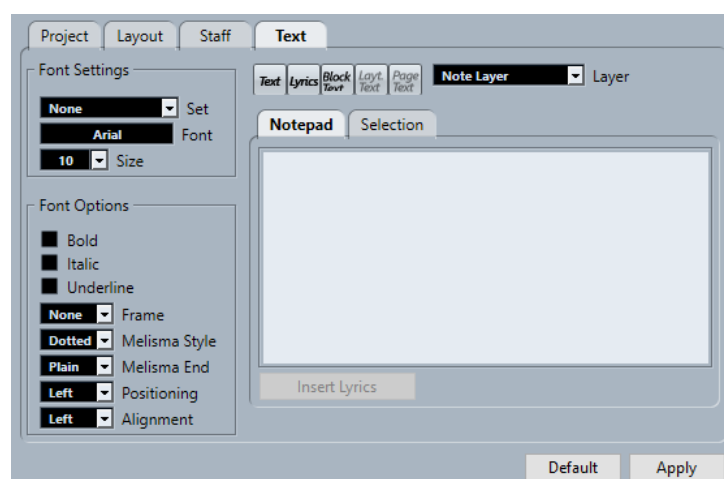 Project Layout Staff Text
Font Settings
None Set
Arial Font
10 Size
Font Options
Bold
Italic
Underline
None Frame
Dotted Melisma Style
Plain Melisma End
Left Positioning
Left Alignment
Text Lyrics Block Text Layt. Text Page Text Note Layer Layer
Notepad Selection
Insert Lyrics
Default Apply